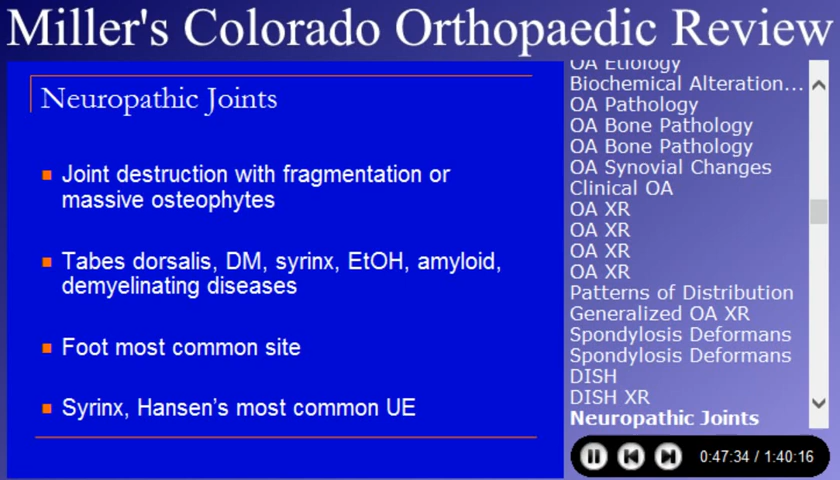 Miller's Colorado Orthopaedic Review
Neuropathic Joints
Joint destruction with fragmentation or
massive osteophytes
Tabes dorsalis, DM, syrinx, EtOH, amyloid,
demyelinating diseases
Foot most common site
Syrinx, Hansen's most common UE
OA Etiology
Biochemical Alteration...
OA Pathology
OA Bone Pathology
OA Bone Pathology
OA Synovial Changes
Clinical OA
OA XR
OA XR
OA XR
OA XR
Patterns of Distribution
Generalized OA XR
Spondylosis Deformans
Spondylosis Deformans
DISH
DISH XR
Neuropathic Joints
0:47:34 / 1:40:16